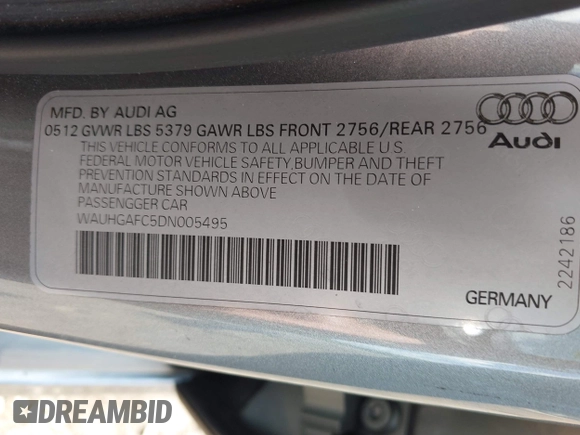 MFD. BY AUDI AG
0512 GVWR LBS 5379 GAWR LBS FRONT 2756/REAR 2756
THIS VEHICLE CONFORMS TO ALL APPLICABLE U.S.
FEDERAL MOTOR VEHICLE SAFETY,BUMPER AND THEFT
PREVENTION STANDARDS IN EFFECT ON THE DATE OF
MANUFACTURE SHOWN ABOVE
PASSENGGER CAR
WAUHGAFC5DN005495
Audi
2242186
GERMANY
DREAMBID